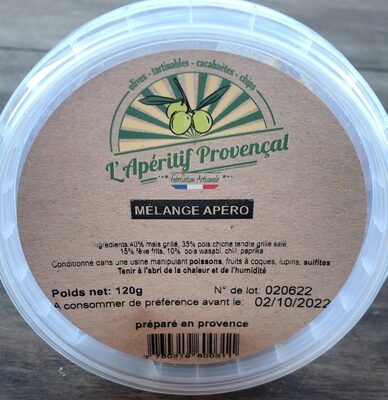 olives - tartinables - cacahuètes - chips
L'Apéritif Provençal
Fabrication Artisanale
MÉLANGE APÉRO
Ingrédients:40% maïs grillé, 35% pois chiche tendre grillé salé,
15% fève frits, 10% pois wasabi, chili, paprika
Conditionné dans une usine manipulant poissons, fruits à coques, lupins, sulfites
Tenir à l'abri de la chaleur et de l'humidité
Poids net: 120g N° de lot: 020622
A consommer de préférence avant le: 02/10/2022
préparé en provence